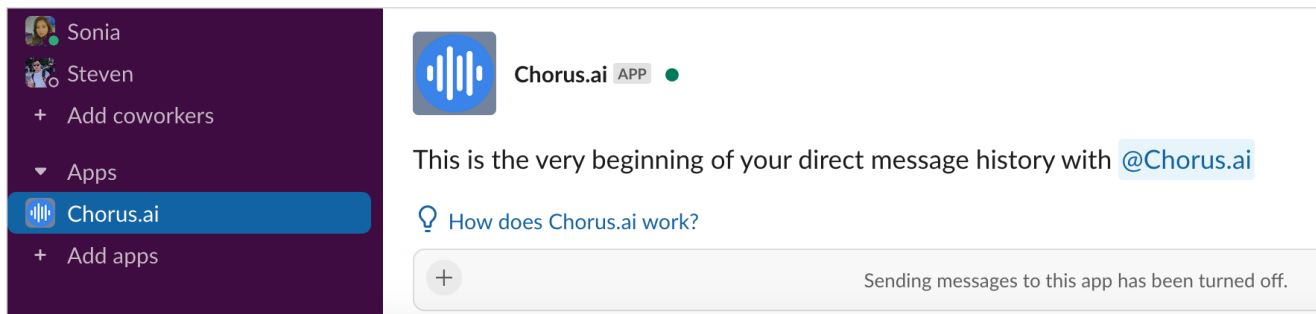 Sonia
Steven
+ Add coworkers
Apps
Chorus.ai
+ Add apps
Chorus.ai APP
This is the very beginning of your direct message history with @Chorus.ai
How does Chorus.ai work?
+ Sending messages to this app has been turned off.